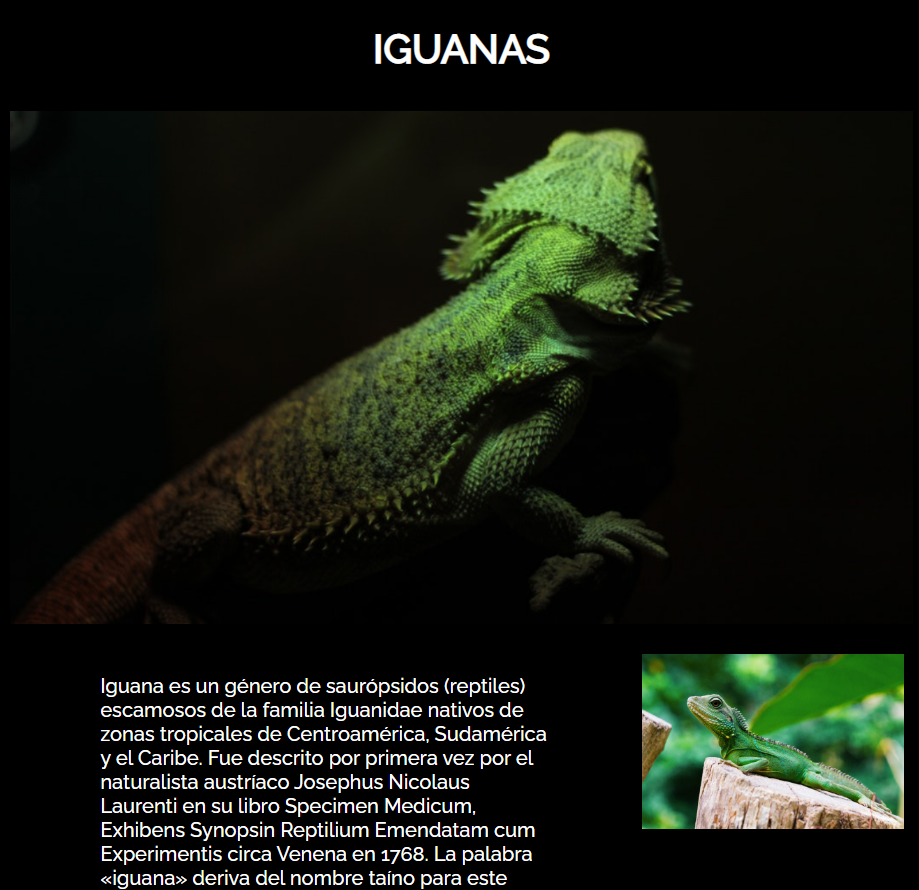 IGUANAS
Iguana es un género de saurópsidos (reptiles)
escamosos de la familia Iguanidae nativos de
zonas tropicales de Centroamérica, Sudamérica
y el Caribe. Fue descrito por primera vez por el
naturalista austríaco Josephus Nicolaus
Laurenti en su libro Specimen Medicum,
Exhibens Synopsin Reptilium Emendatam cum
Experimentis circa Venena en 1768. La palabra
«iguana» deriva del nombre taíno para este